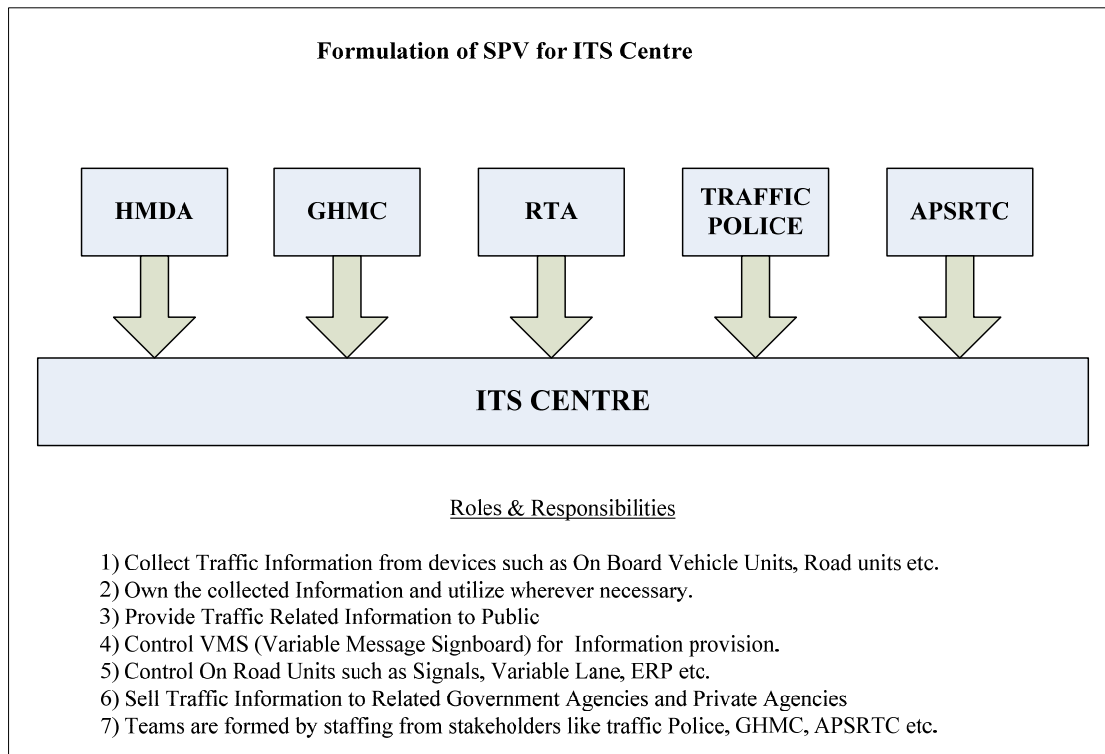 Formulation of SPV for ITS Centre
HMDA
GHMC
RTA
TRAFFIC
POLICE
APSRTC
ITS CENTRE
Roles & Responsibilities
1) Collect Traffic Information from devices such as On Board Vehicle Units, Road units etc.
2) Own the collected Information and utilize wherever necessary.
3) Provide Traffic Related Information to Public
4) Control VMS (Variable Message Signboard) for Information provision.
5) Control On Road Units such as Signals, Variable Lane, ERP etc.
6) Sell Traffic Information to Related Government Agencies and Private Agencies
7) Teams are formed by staffing from stakeholders like traffic Police, GHMC, APSRTC etc.